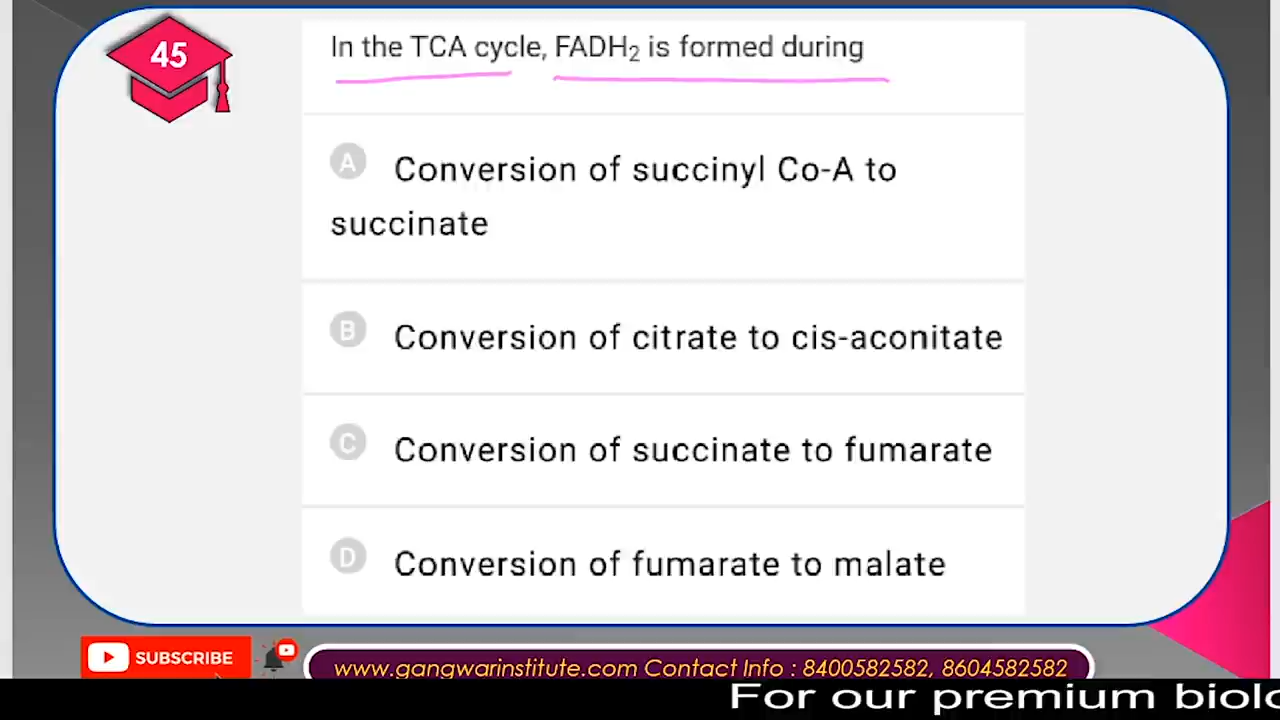 45
In the TCA cycle, FADH₂ is formed during
A Conversion of succinyl Co-A to
succinate
B Conversion of citrate to cis-aconitate
C Conversion of succinate to fumarate
D Conversion of fumarate to malate
SUBSCRIBE
www.gangwarinstitute.com Contact Info : 8400582582, 8604582582
For our premium biolo